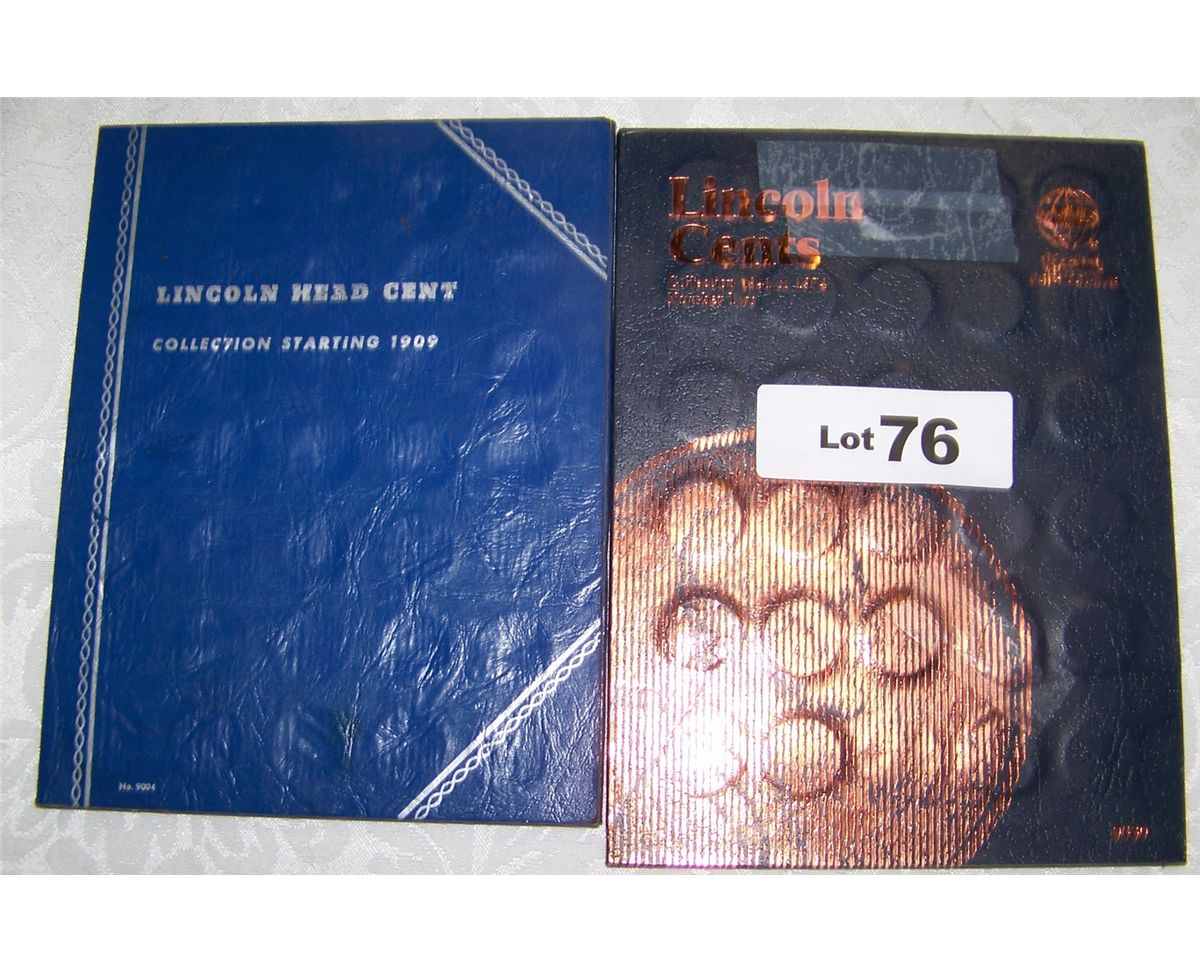 LINCOLN HEAD CENT
COLLECTION STARTING 1909
No. 9004
Lincoln
Cents
Lot 76